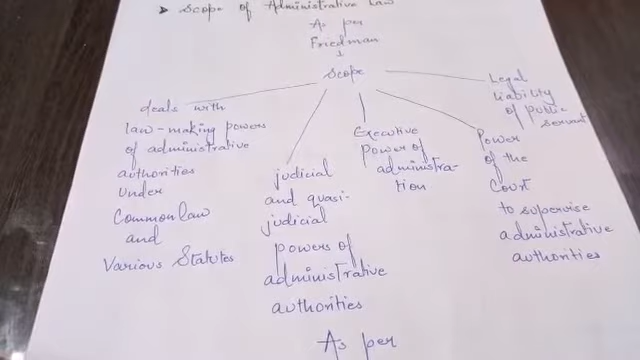 ➤ Scope of Administrative Law
As per
Friedman
↓
Scope
deals with
law-making powers
of administrative
authorities
Under
Common law
and
Various Statutes
judicial
and quasi-
judicial
powers of
administrative
authorities
Executive
Power of
administra-
tion
Power
of the
Court
to supervise
administrative
authorities
Legal
liability
of public
servant
As per